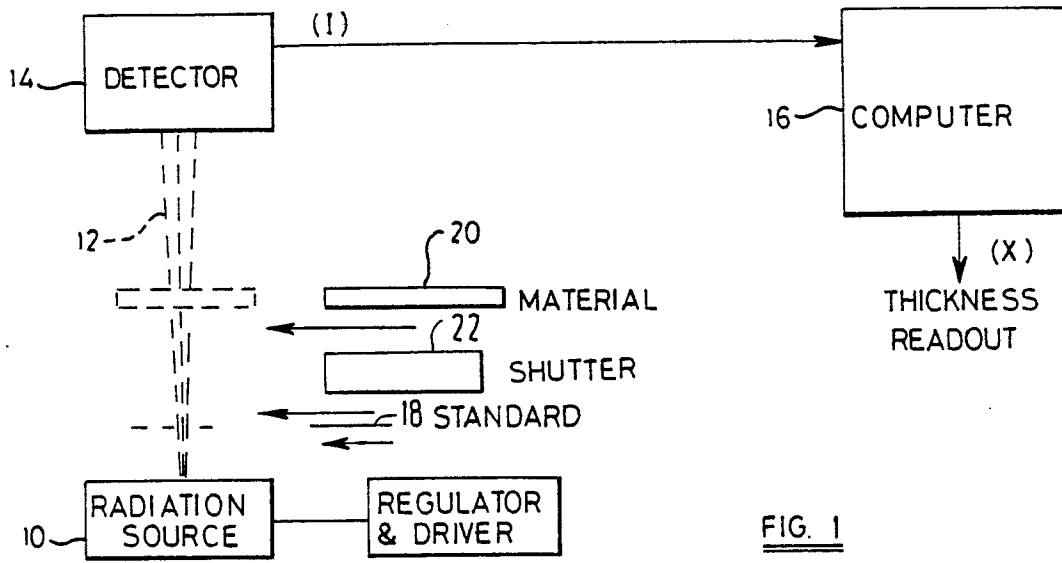 (I)
14
DETECTOR
16
COMPUTER
12
20
MATERIAL
(X)
THICKNESS
READOUT
22
SHUTTER
18 STANDARD
10
RADIATION
SOURCE
REGULATOR
& DRIVER
FIG. 1